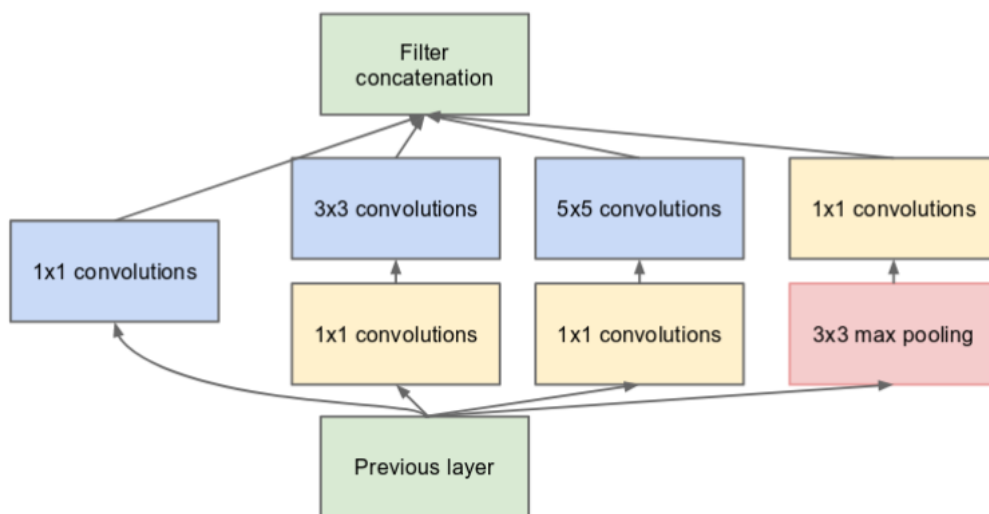 Filter
concatenation
3x3 convolutions
5x5 convolutions
1x1 convolutions
1x1 convolutions
1x1 convolutions
1x1 convolutions
3x3 max pooling
Previous layer